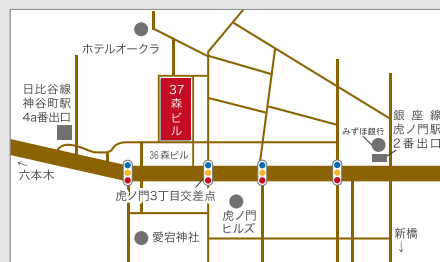 ホテルオークラ
日比谷線
神谷町駅
4a番出口
37
森
ビ
ル
銀座線
虎ノ門駅
2番出口
みずほ銀行
36森ビル
←
六本木
虎ノ門3丁目交差点
虎ノ門
ヒルズ
愛宕神社
新橋
↓